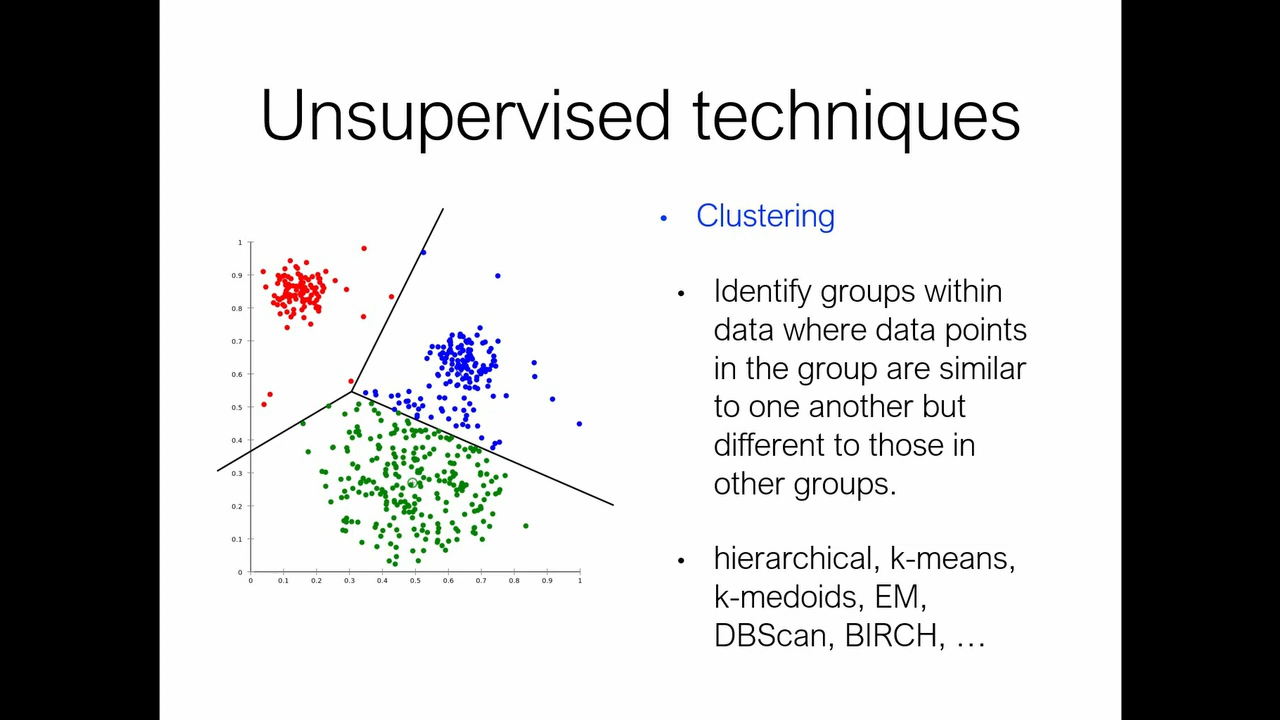 Unsupervised techniques
• Clustering
• Identify groups within
data where data points
in the group are similar
to one another but
different to those in
other groups.
• hierarchical, k-means,
k-medoids, EM,
DBScan, BIRCH, …
1
0.9
0.8
0.7
0.6
0.5
0.4
0.3
0.2
0.1
0
0 0.1 0.2 0.3 0.4 0.5 0.6 0.7 0.8 0.9 1